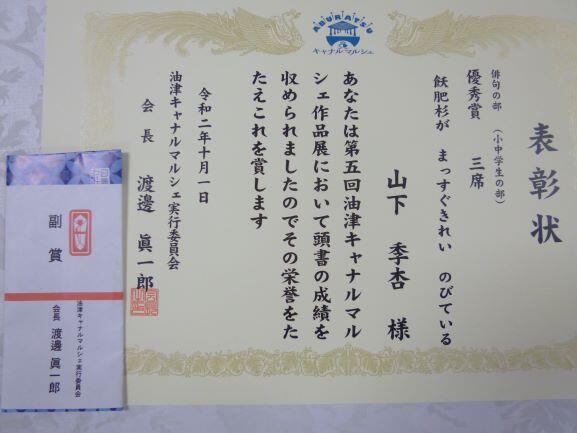 ABURATSU
キャナルマルシェ
表彰状
俳句の部 (小中学生の部)
優秀賞 三席
飫肥杉が まっすぐきれい のびている
山下 季杏 様
あなたは第五回油津キャナルマル
シェ作品展において頭書の成績を
収められましたのでその栄誉をた
たえこれを賞します
令和二年十月一日
油津キャナルマルシェ実行委員会
会長 渡邊 眞一郎
副賞
油津キャナルマルシェ実行委員会
会長 渡邊 眞一郎